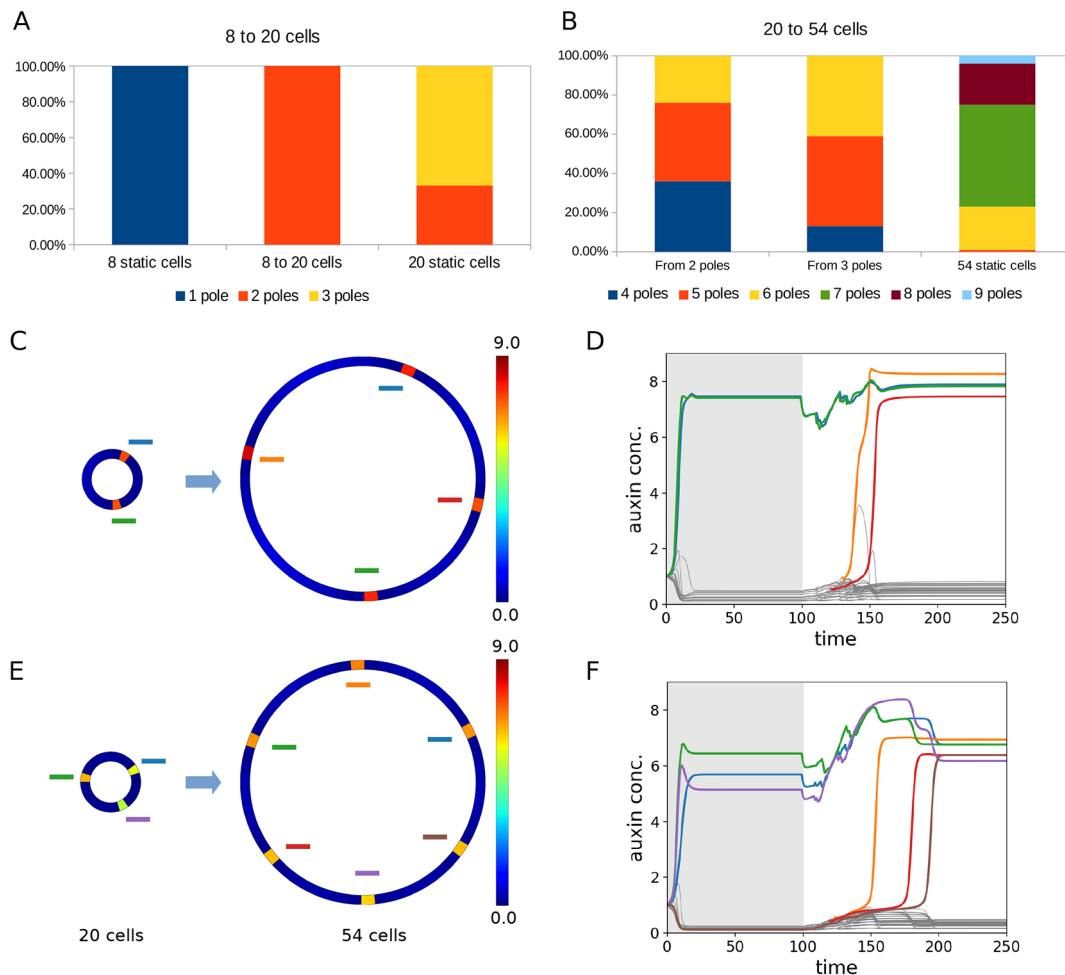 A
8 to 20 cells
100.00%
80.00%
60.00%
40.00%
20.00%
0.00%
8 static cells
8 to 20 cells
20 static cells
1 pole
2 poles
3 poles
B
20 to 54 cells
100.00%
80.00%
60.00%
40.00%
20.00%
0.00%
From 2 poles
From 3 poles
54 static cells
4 poles
5 poles
6 poles
7 poles
8 poles
9 poles
C
9.0
0.0
D
auxin conc.
8
6
4
2
0
0 50 100 150 200 250
time
E
9.0
0.0
20 cells
54 cells
F
auxin conc.
8
6
4
2
0
0 50 100 150 200 250
time